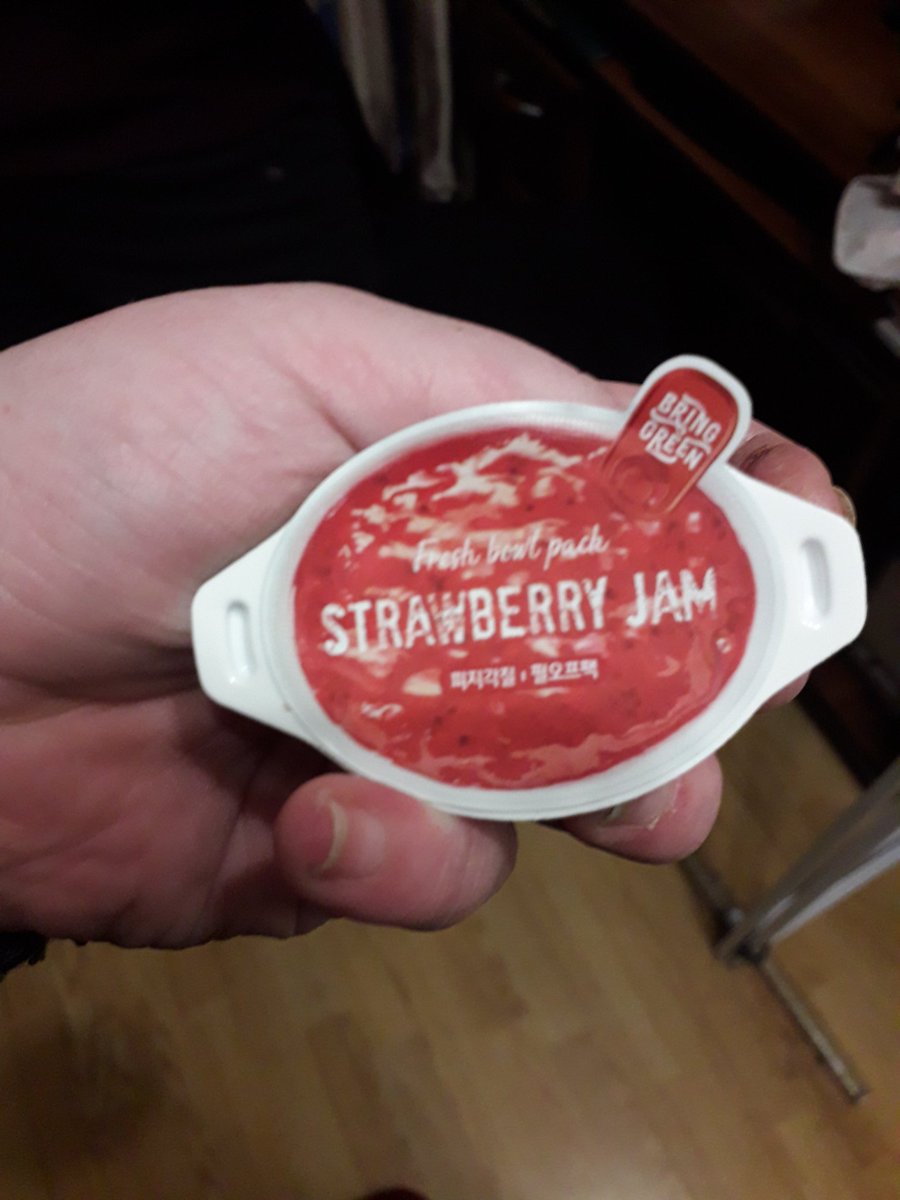 BRING
GREEN
Fresh bowl pack
STRAWBERRY JAM
피지각질 : 필오프팩